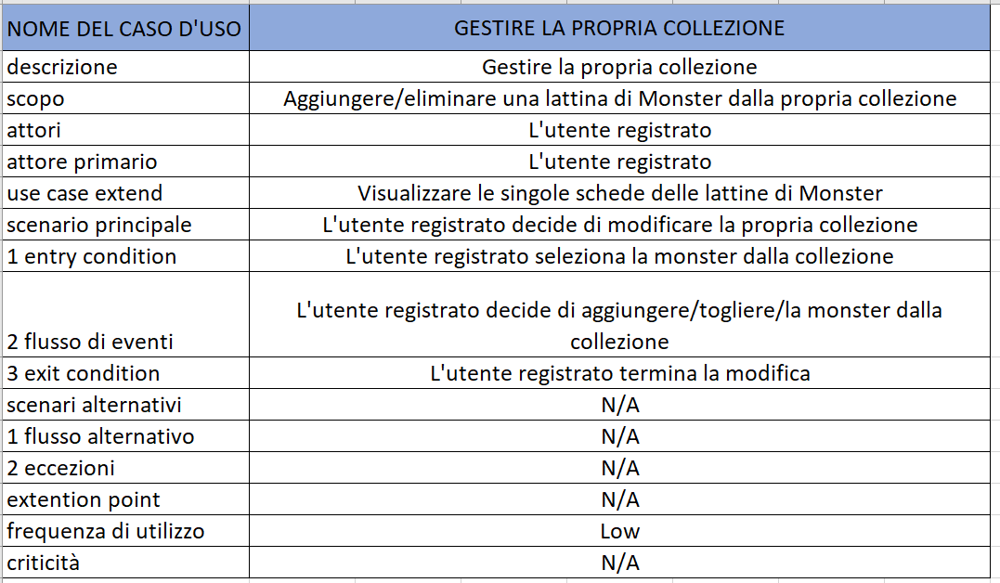 NOME DEL CASO D'USO GESTIRE LA PROPRIA COLLEZIONE
descrizione Gestire la propria collezione
scopo Aggiungere/eliminare una lattina di Monster dalla propria collezione
attori L'utente registrato
attore primario L'utente registrato
use case extend Visualizzare le singole schede delle lattine di Monster
scenario principale L'utente registrato decide di modificare la propria collezione
1 entry condition L'utente registrato seleziona la monster dalla collezione
L'utente registrato decide di aggiungere/togliere/la monster dalla
2 flusso di eventi collezione
3 exit condition L'utente registrato termina la modifica
scenari alternativi N/A
1 flusso alternativo N/A
2 eccezioni N/A
extention point N/A
frequenza di utilizzo Low
criticità N/A